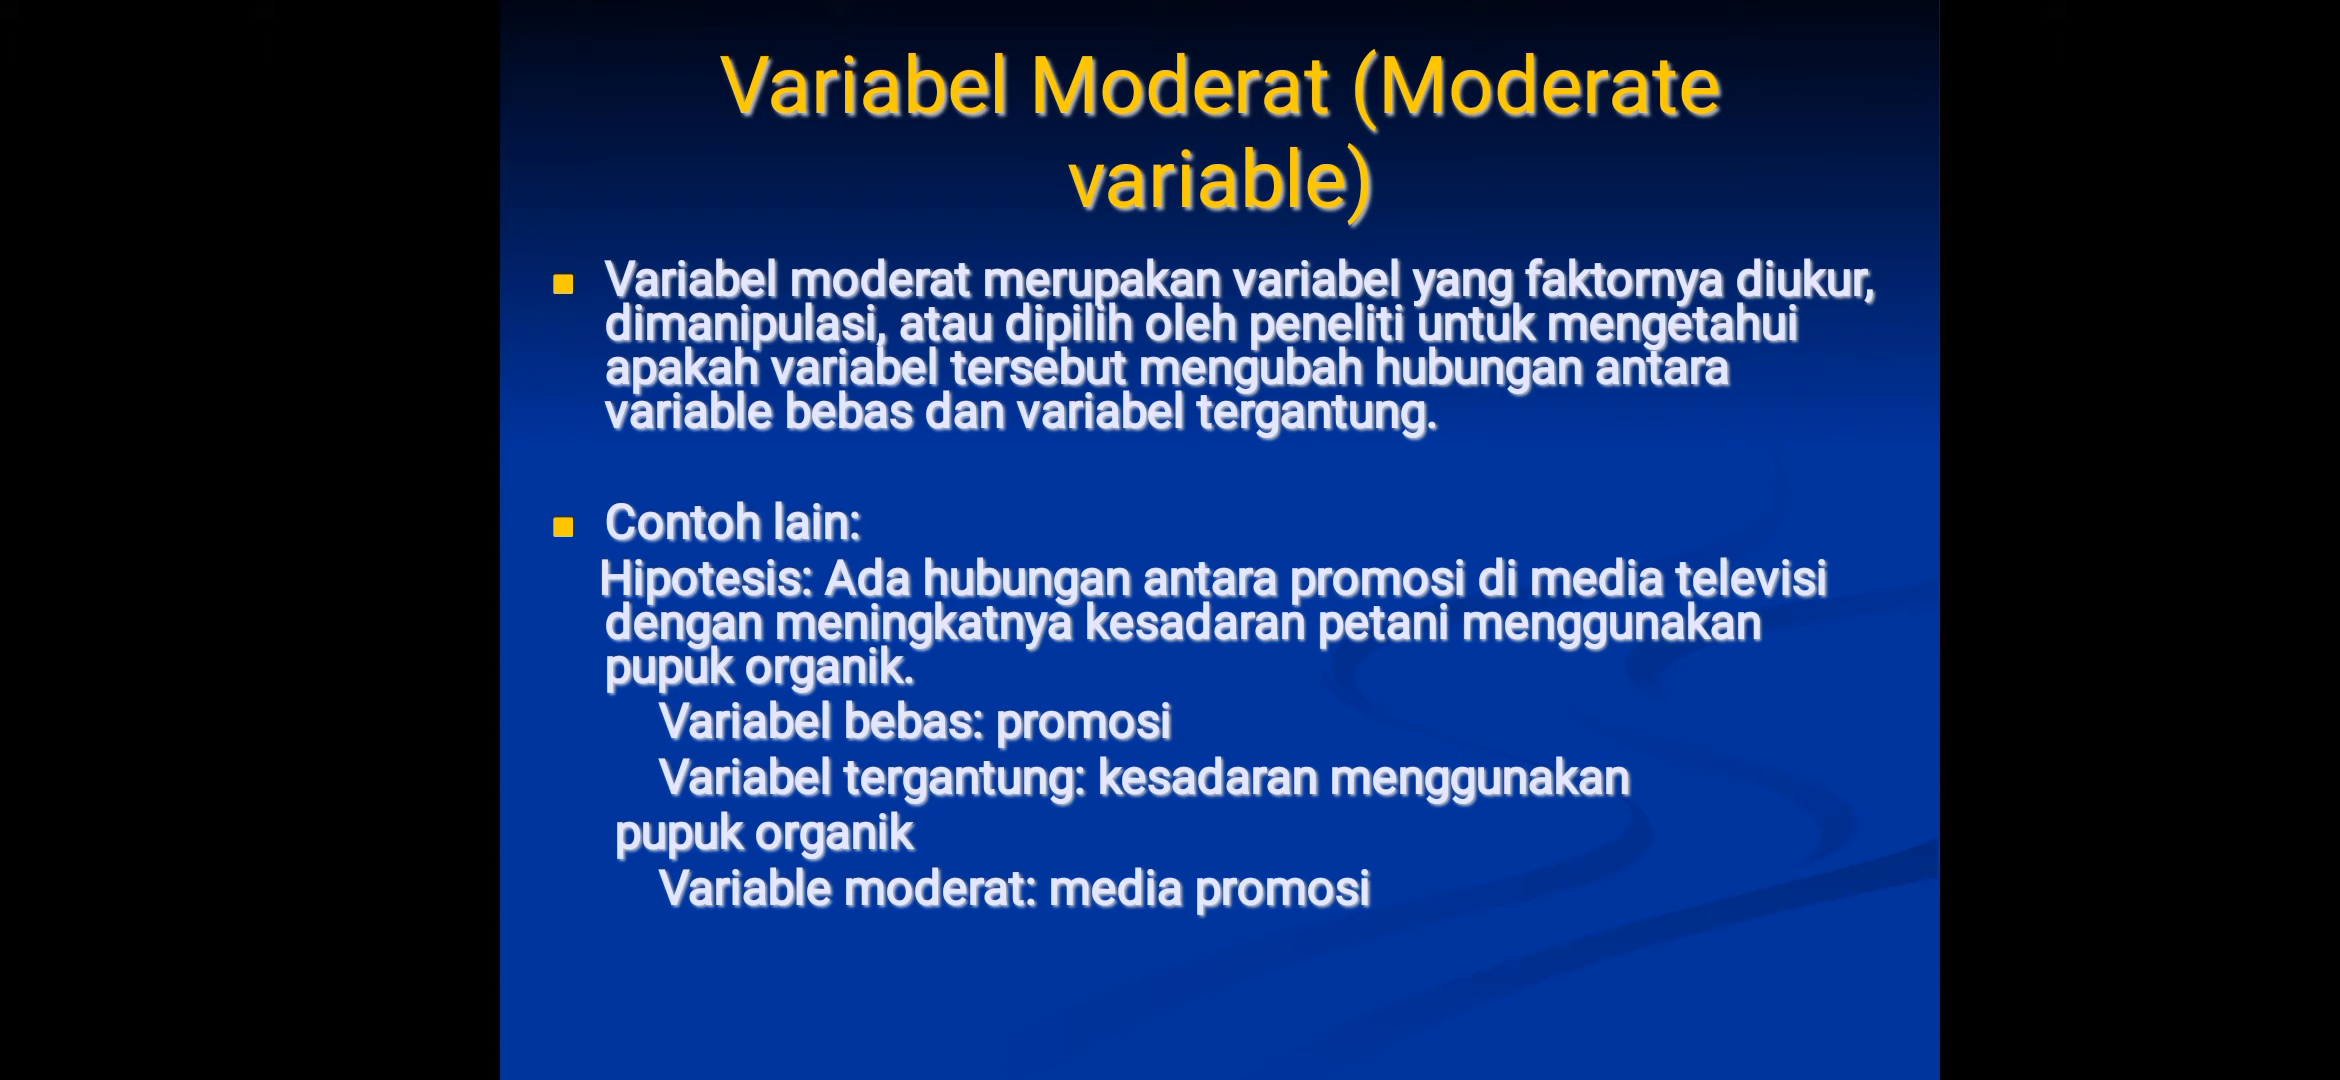 Variabel Moderat (Moderate
variable)
Variabel moderat merupakan variabel yang faktornya diukur,
dimanipulasi, atau dipilih oleh peneliti untuk mengetahui
apakah variabel tersebut mengubah hubungan antara
variable bebas dan variabel tergantung.
Contoh lain:
Hipotesis: Ada hubungan antara promosi di media televisi
dengan meningkatnya kesadaran petani menggunakan
pupuk organik.
Variabel bebas: promosi
Variabel tergantung: kesadaran menggunakan
pupuk organik
Variable moderat: media promosi